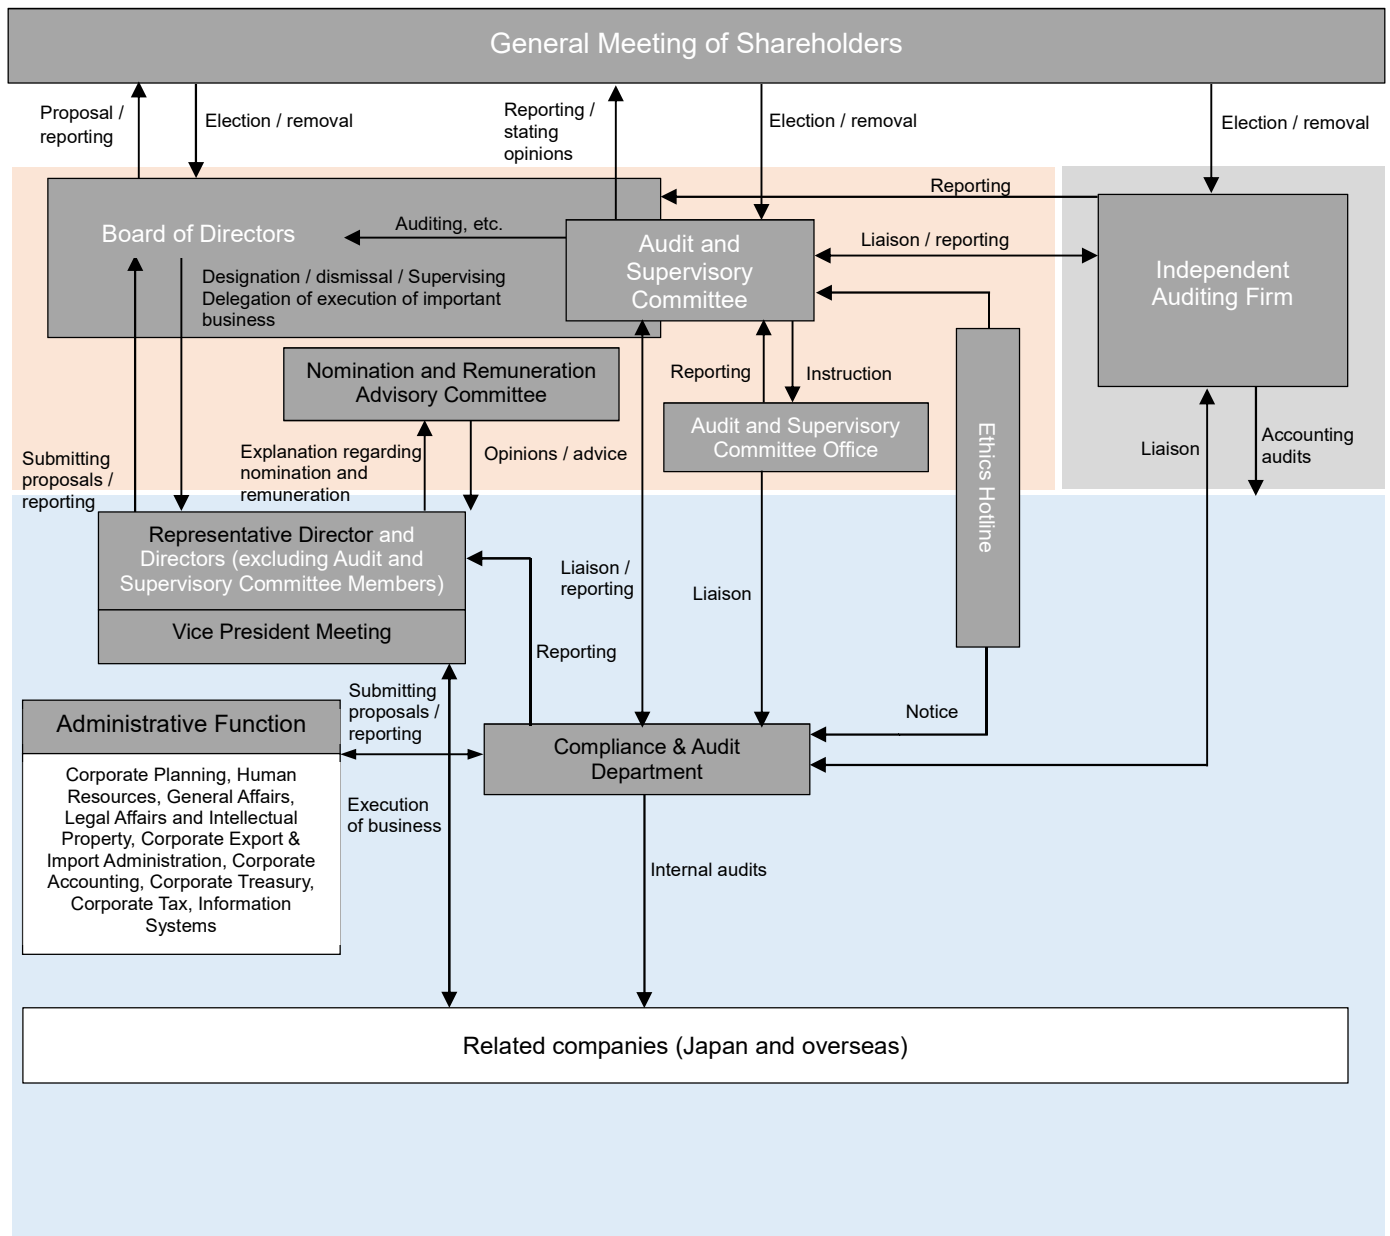 General Meeting of Shareholders
Proposal /
reporting
Election / removal
Reporting /
stating
opinions
Election / removal
Election / removal
Reporting
Board of Directors
Auditing, etc.
Audit and
Supervisory
Committee
Liaison / reporting
Independent
Auditing Firm
Designation / dismissal / Supervising
Delegation of execution of important
business
Nomination and Remuneration
Advisory Committee
Reporting
Instruction
Audit and Supervisory
Committee Office
Ethics Hotline
Liaison
Accounting
audits
Submitting
proposals /
reporting
Explanation regarding
nomination and
remuneration
Opinions / advice
Representative Director and
Directors (excluding Audit and
Supervisory Committee Members)
Vice President Meeting
Liaison /
reporting
Liaison
Reporting
Submitting
proposals /
reporting
Notice
Administrative Function
Compliance & Audit
Department
Corporate Planning, Human
Resources, General Affairs,
Legal Affairs and Intellectual
Property, Corporate Export &
Import Administration, Corporate
Accounting, Corporate Treasury,
Corporate Tax, Information
Systems
Execution
of business
Internal audits
Related companies (Japan and overseas)